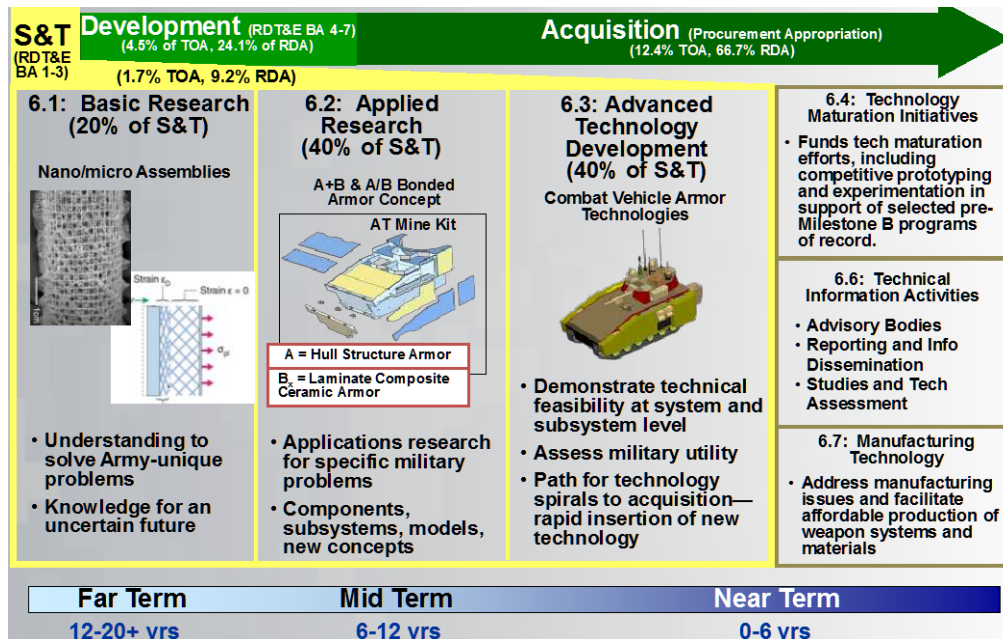 S&T
(RDT&E
BA 1-3)
Development (RDT&E BA 4-7)
(4.5% of TOA, 24.1% of RDA)
Acquisition (Procurement Appropriation)
(12.4% TOA, 66.7% RDA)
(1.7% TOA, 9.2% RDA)
6.1: Basic Research
(20% of S&T)
Nano/micro Assemblies
1cm
Strain εD
Strain ε = 0
σpl
• Understanding to
solve Army-unique
problems
• Knowledge for an
uncertain future
6.2: Applied
Research
(40% of S&T)
A+B & A/B Bonded
Armor Concept
AT Mine Kit
A = Hull Structure Armor
Bx = Laminate Composite
Ceramic Armor
• Applications research
for specific military
problems
• Components,
subsystems, models,
new concepts
6.3: Advanced
Technology
Development
(40% of S&T)
Combat Vehicle Armor
Technologies
• Demonstrate technical
feasibility at system and
subsystem level
• Assess military utility
• Path for technology
spirals to acquisition—
rapid insertion of new
technology
6.4: Technology
Maturation Initiatives
• Funds tech maturation
efforts, including
competitive prototyping
and experimentation in
support of selected pre-
Milestone B programs
of record.
6.6: Technical
Information Activities
• Advisory Bodies
• Reporting and Info
Dissemination
• Studies and Tech
Assessment
6.7: Manufacturing
Technology
• Address manufacturing
issues and facilitate
affordable production of
weapon systems and
materials
Far Term
Mid Term
Near Term
12-20+ yrs
6-12 yrs
0-6 yrs